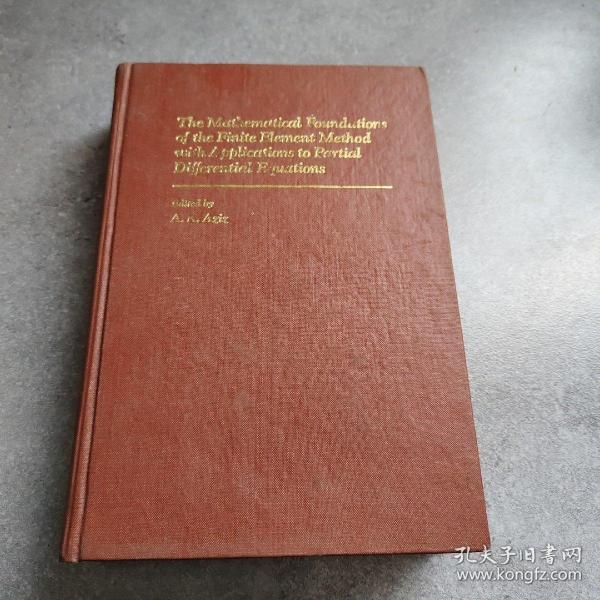 The Mathematical Foundations
of the Finite Element Method
with Applications to Partial
Differential Equations
Edited by
A. K. Aziz
孔夫子旧书网
www.kongfz.com